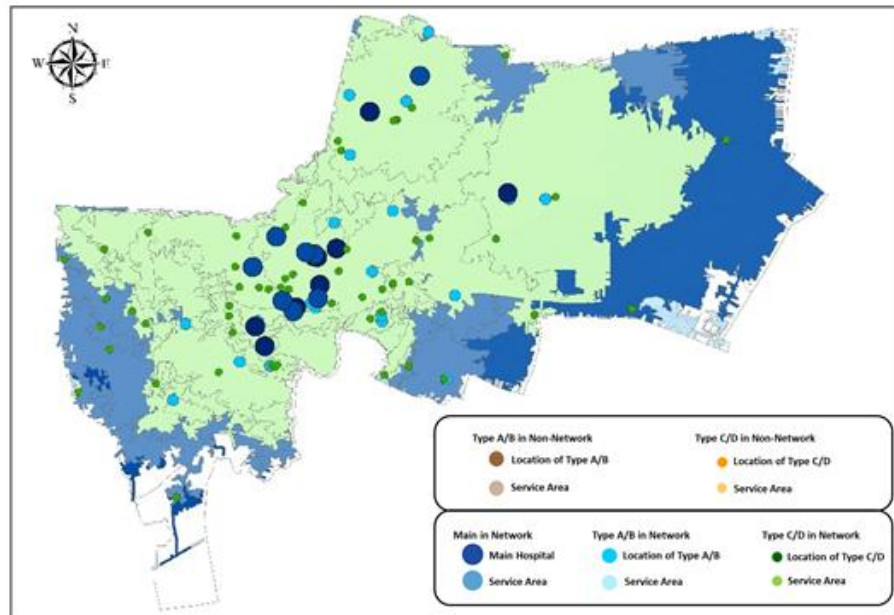 N
W E
S
Type A/B in Non-Network
Type C/D in Non-Network
Location of Type A/B
Location of Type C/D
Service Area
Service Area
Main in Network
Type A/B in Network
Type C/D in Network
Main Hospital
Location of Type A/B
Location of Type C/D
Service Area
Service Area
Service Area